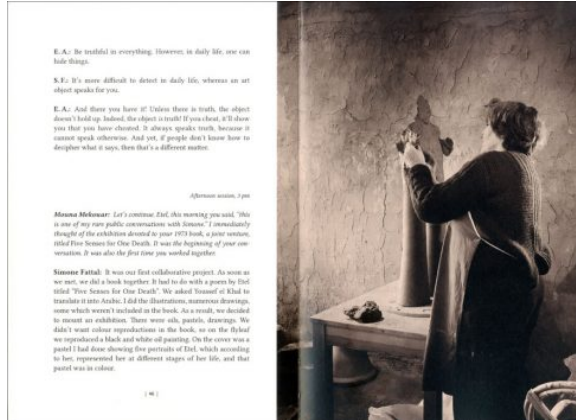 E. A.: Be truthful in everything. However, in daily life, one can
hide things.
S. F.: It's more difficult to detect in daily life, whereas an art
object speaks for you.
E. A.: And there you have it! Unless there is truth, the object
doesn't hold up. Indeed, the object is truth! If you cheat, it'll show
you that you have cheated. It always speaks truth, because it
cannot speak otherwise. And yet, if people don't know how to
decipher what it says, then that's a different matter.
Afternoon session, 3 pm
Mouna Mekouar: Let's continue. Etel, this morning you said, "this
is one of my rare public conversations with Simone." I immediately
thought of the exhibition devoted to your 1973 book, a joint venture,
titled Five Senses for One Death. It was the beginning of your con-
versation. It was also the first time you worked together.
Simone Fattal: It was our first collaborative project. As soon as
we met, we did a book together. It had to do with a poem by Etel
titled "Five Senses for One Death". We asked Youssef el Khal to
translate it into Arabic. I did the illustrations, numerous drawings,
some which weren't included in the book. As a result, we decided
to mount an exhibition. There were oils, pastels, drawings. We
didn't want colour reproductions in the book, so on the flyleaf
we reproduced a black and white oil painting. On the cover was a
pastel I had done showing five portraits of Etel, which according
to her, represented her at different stages of her life, and that
pastel was in colour.